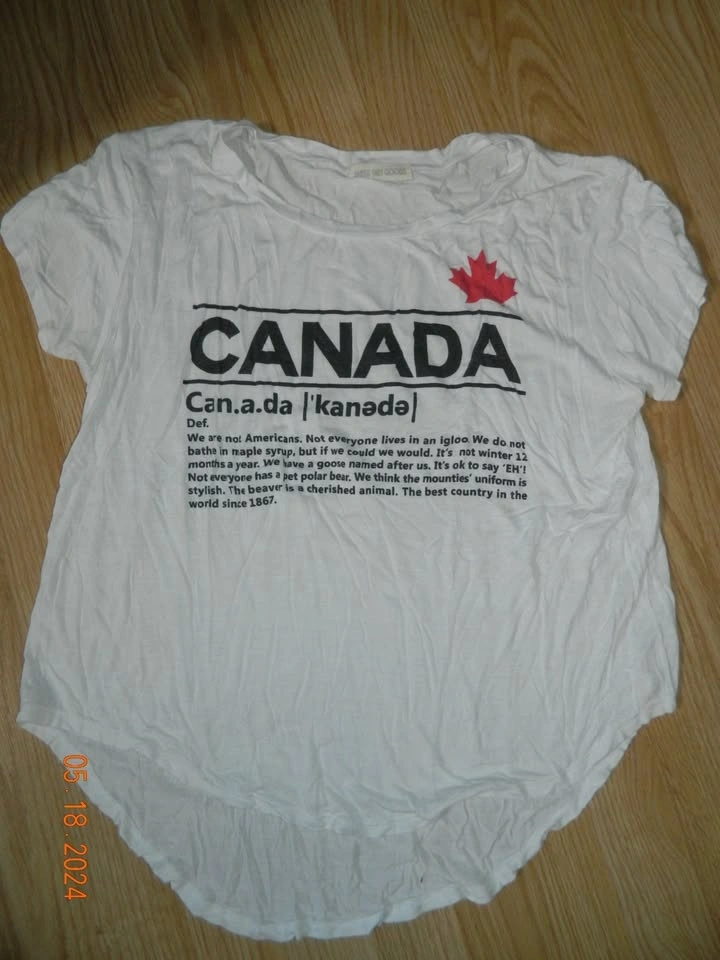 CANADA
Can.a.da |'kanədə|
Def.
We are not Americans. Not everyone lives in an igloo. We do not
bathe in maple syrup, but if we could we would. It's not winter 12
months a year. We have a goose named after us. It's ok to say 'EH'!
Not everyone has a pet polar bear. We think the mounties' uniform is
stylish. The beaver is a cherished animal. The best country in the
world since 1867.
05.18.2024